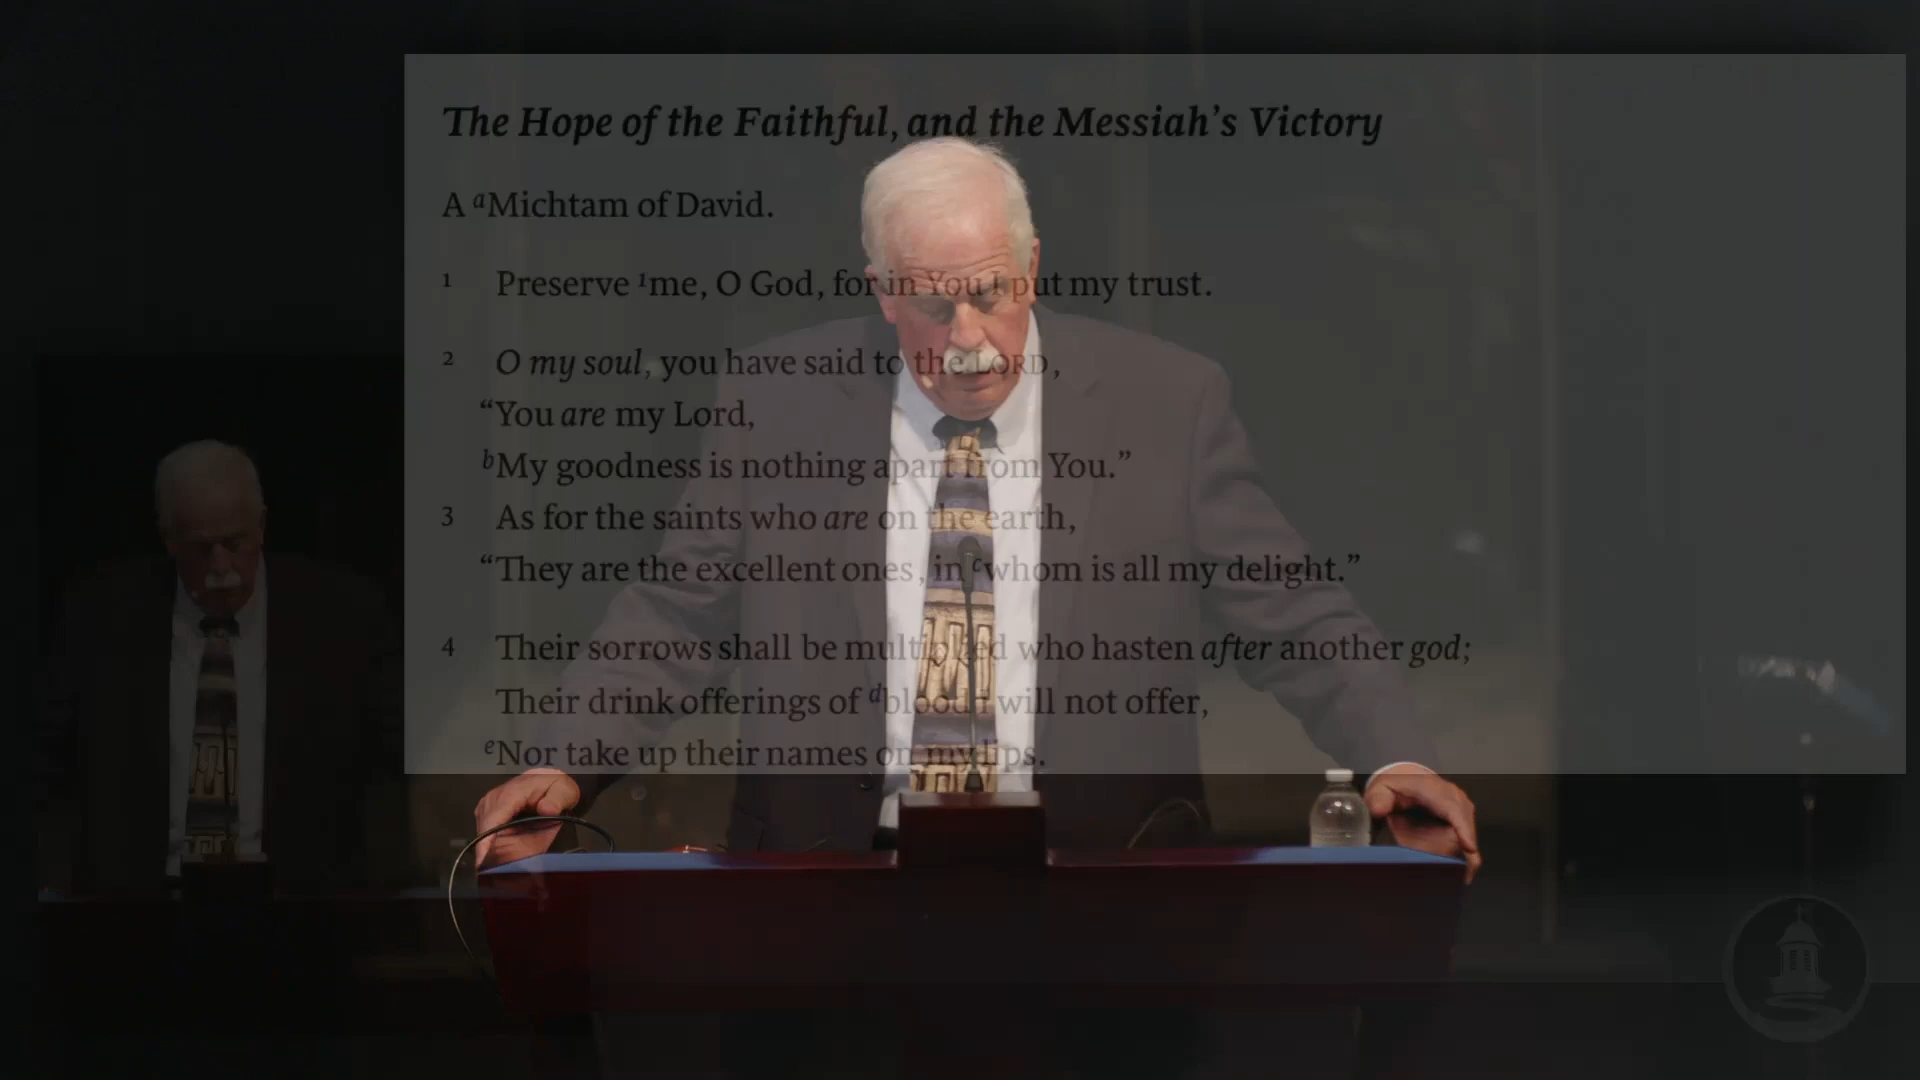 The Hope of the Faithful, and the Messiah’s Victory
A aMichtam of David.
1 Preserve 1me, O God, for in You I put my trust.
2 O my soul, you have said to the LORD,
“You are my Lord,
bMy goodness is nothing apart from You.”
3 As for the saints who are on the earth,
“They are the excellent ones, in cwhom is all my delight.”
4 Their sorrows shall be multiplied who hasten after another god;
Their drink offerings of dblood I will not offer,
eNor take up their names on my lips.